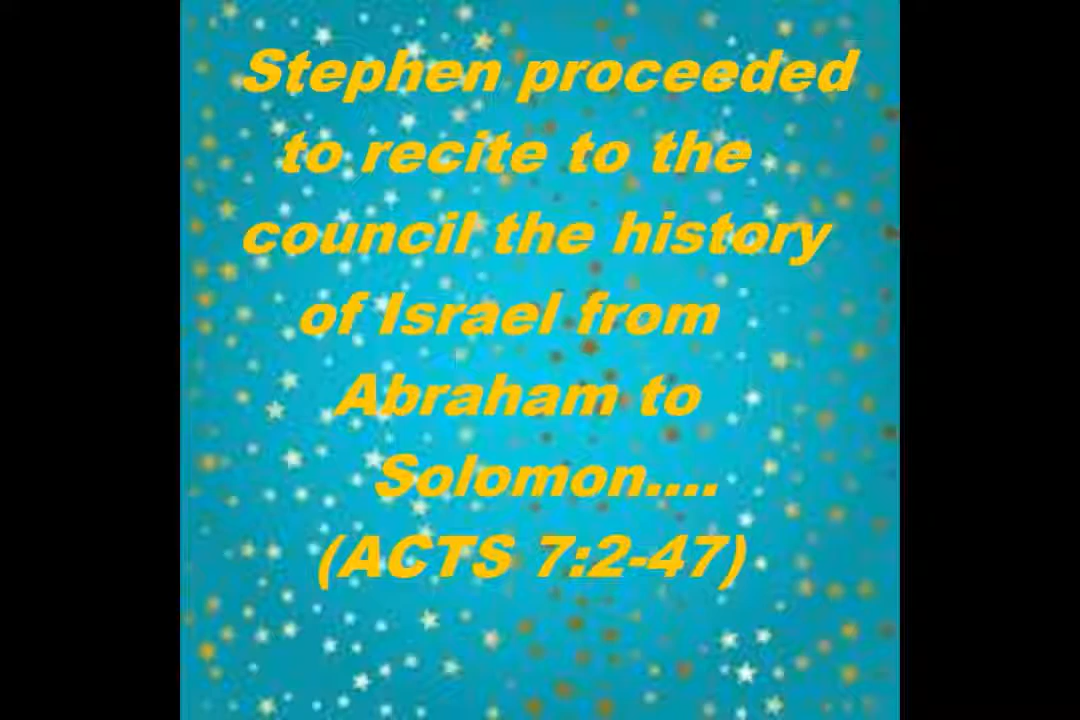 Stephen proceeded
to recite to the
council the history
of Israel from
Abraham to
Solomon....
(ACTS 7:2-47)